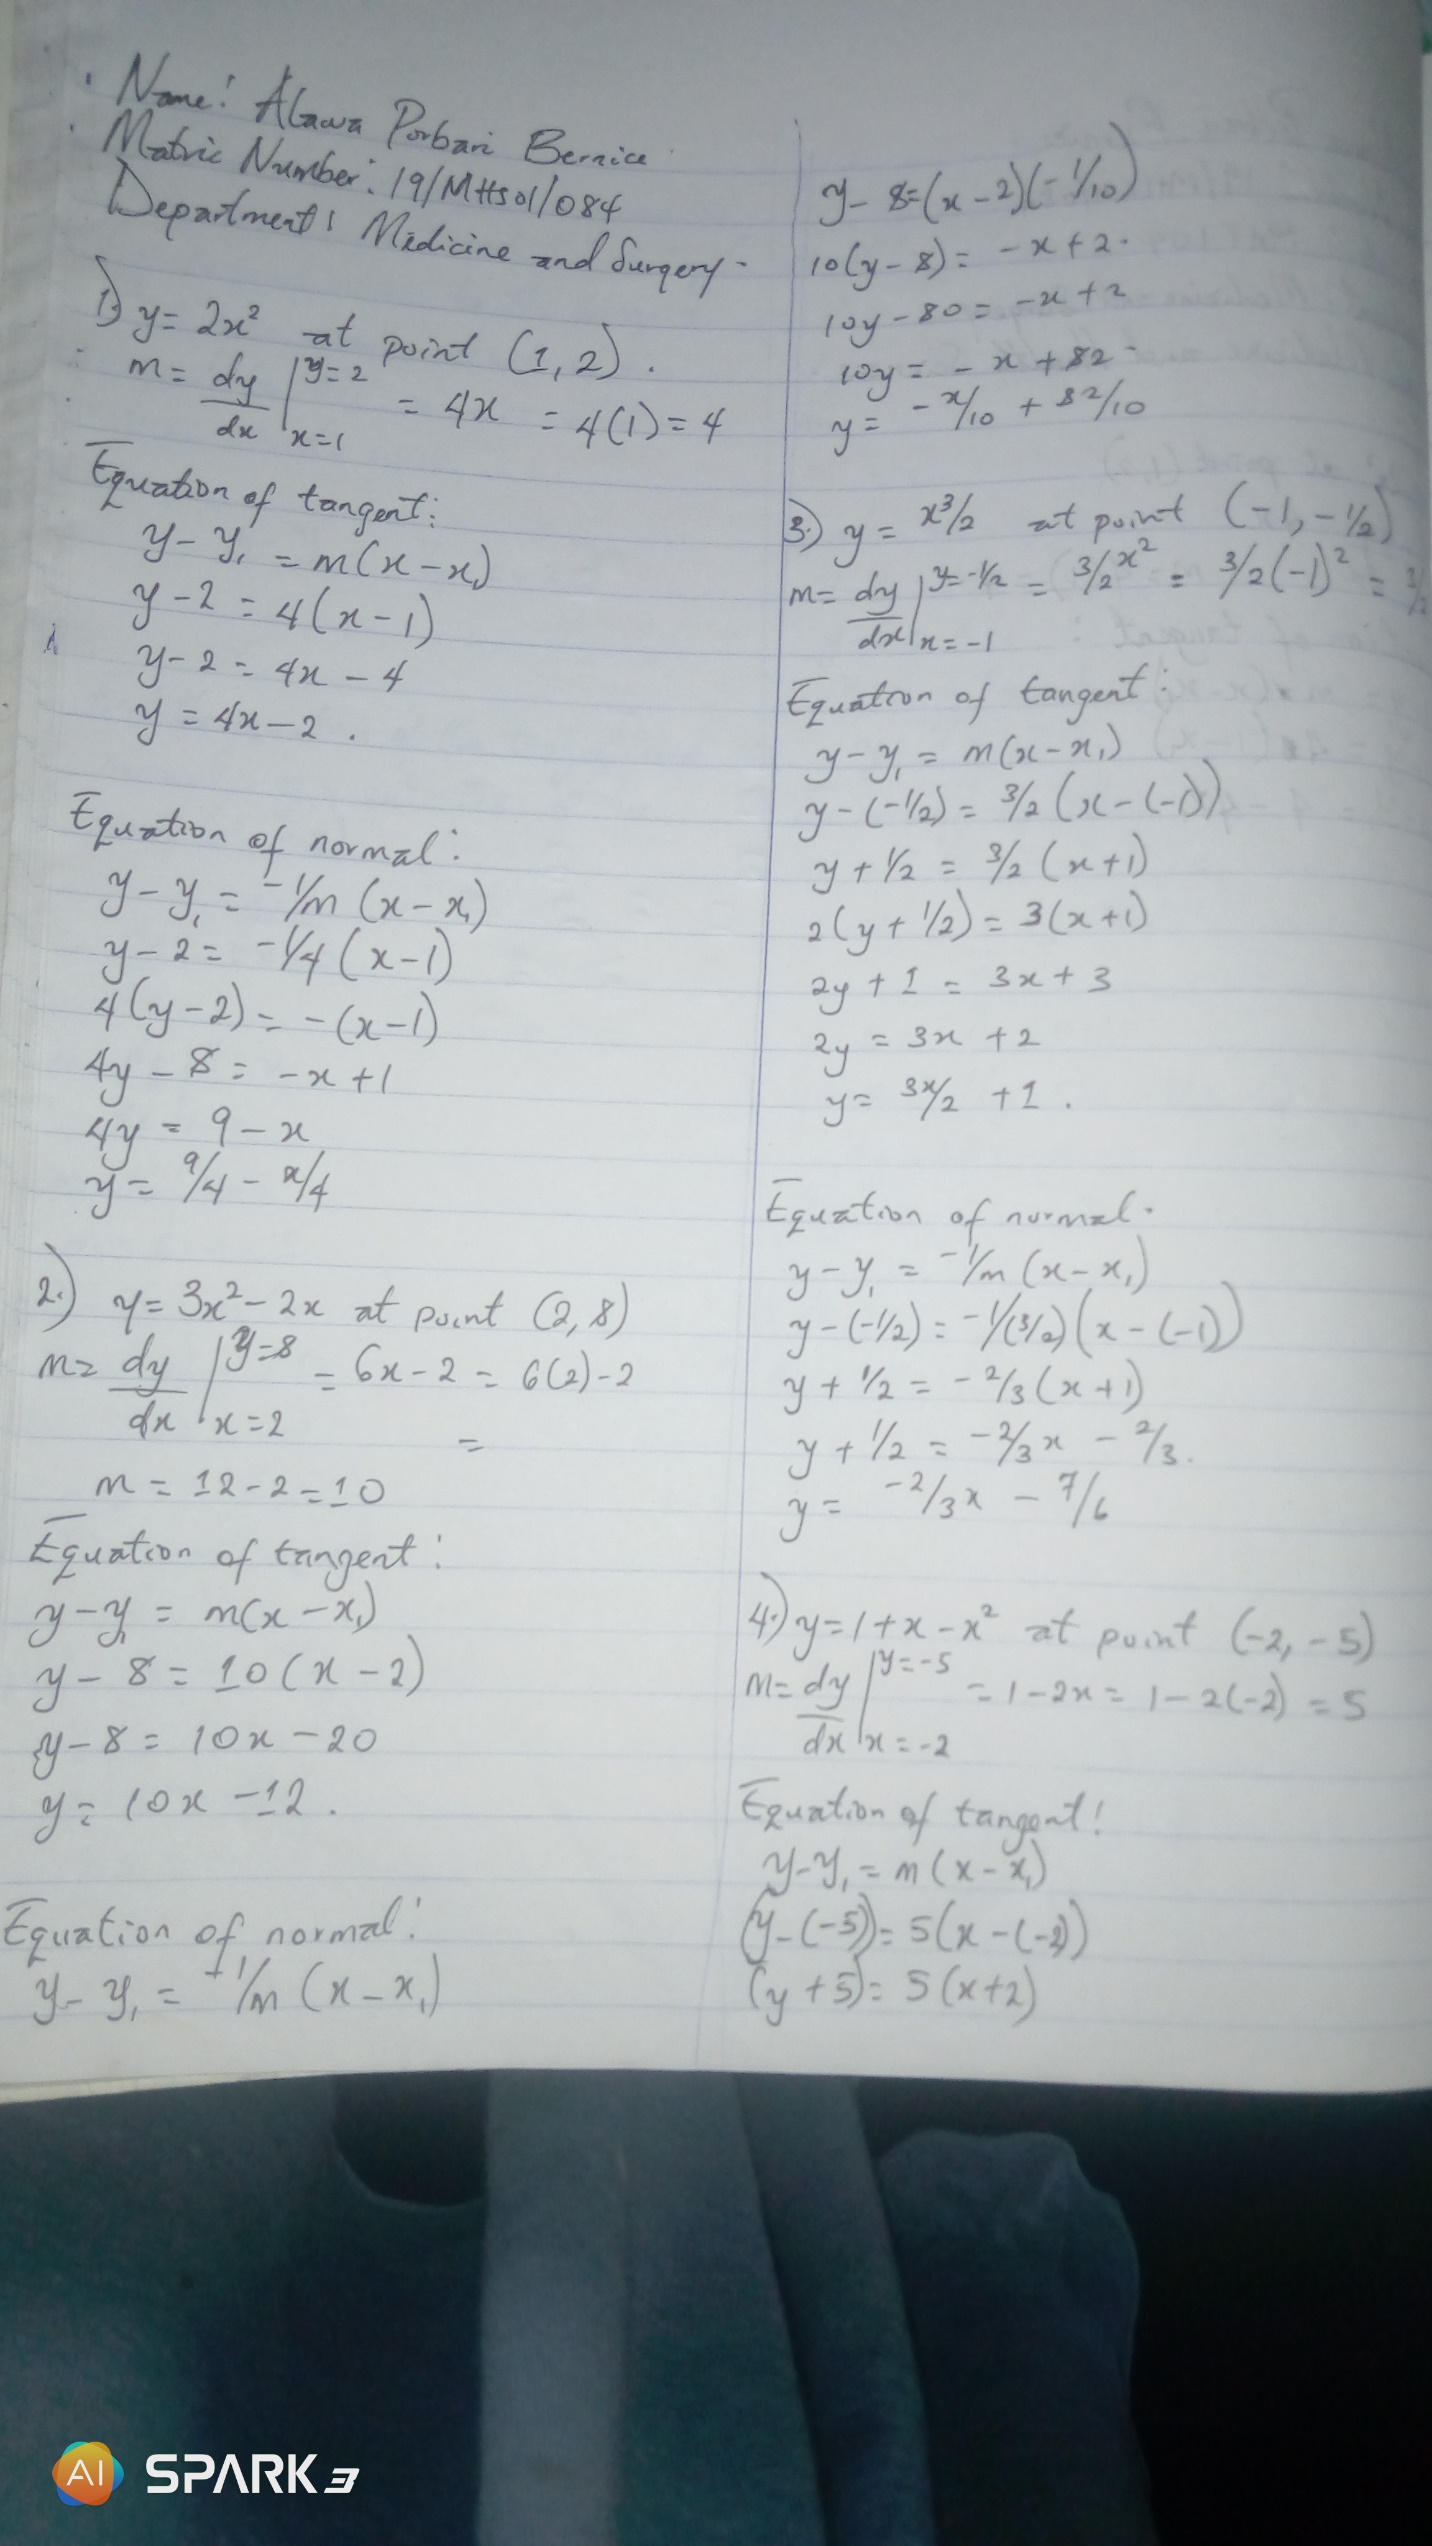 Name: Alawa Porbari Bernice
Matric Number: 19/MHS01/084
Department: Medicine and Surgery.
1) y = 2x² at point (1, 2).
m = dy/dx | y=2 x=1 = 4x = 4(1) = 4
Equation of tangent:
y - y₁ = m(x - x₁)
y - 2 = 4(x - 1)
y - 2 = 4x - 4
y = 4x - 2.
Equation of normal:
y - y₁ = -1/m (x - x₁)
y - 2 = -1/4 (x - 1)
4(y - 2) = -(x - 1)
4y - 8 = -x + 1
4y = 9 - x
y = 9/4 - x/4
2.) y = 3x² - 2x at point (2, 8)
m = dy/dx | y=8 x=2 = 6x - 2 = 6(2) - 2
=
m = 12 - 2 = 10
Equation of tangent:
y - y₁ = m(x - x₁)
y - 8 = 10(x - 2)
y - 8 = 10x - 20
y = 10x - 12.
Equation of normal:
y - y₁ = -1/m (x - x₁)
y - 8 = (x - 2)(-1/10)
10(y - 8) = -x + 2.
10y - 80 = -x + 2
10y = -x + 82
y = -x/10 + 82/10
3.) y = x³/2 at point (-1, -1/2)
m = dy/dx | y=-1/2 x=-1 = 3/2 x² = 3/2 (-1)² = 3/2
Equation of tangent:
y - y₁ = m(x - x₁)
y - (-1/2) = 3/2 (x - (-1))
y + 1/2 = 3/2 (x + 1)
2(y + 1/2) = 3(x + 1)
2y + 1 = 3x + 3
2y = 3x + 2
y = 3x/2 + 1.
Equation of normal.
y - y₁ = -1/m (x - x₁)
y - (-1/2) = -1/(3/2) (x - (-1))
y + 1/2 = -2/3 (x + 1)
y + 1/2 = -2/3 x - 2/3.
y = -2/3 x - 7/6
4.) y = 1 + x - x² at point (-2, -5)
m = dy/dx | y=-5 x=-2 = 1 - 2x = 1 - 2(-2) = 5
Equation of tangent:
y - y₁ = m(x - x₁)
(y - (-5)) = 5(x - (-2))
(y + 5) = 5(x + 2)
AI SPARK 3